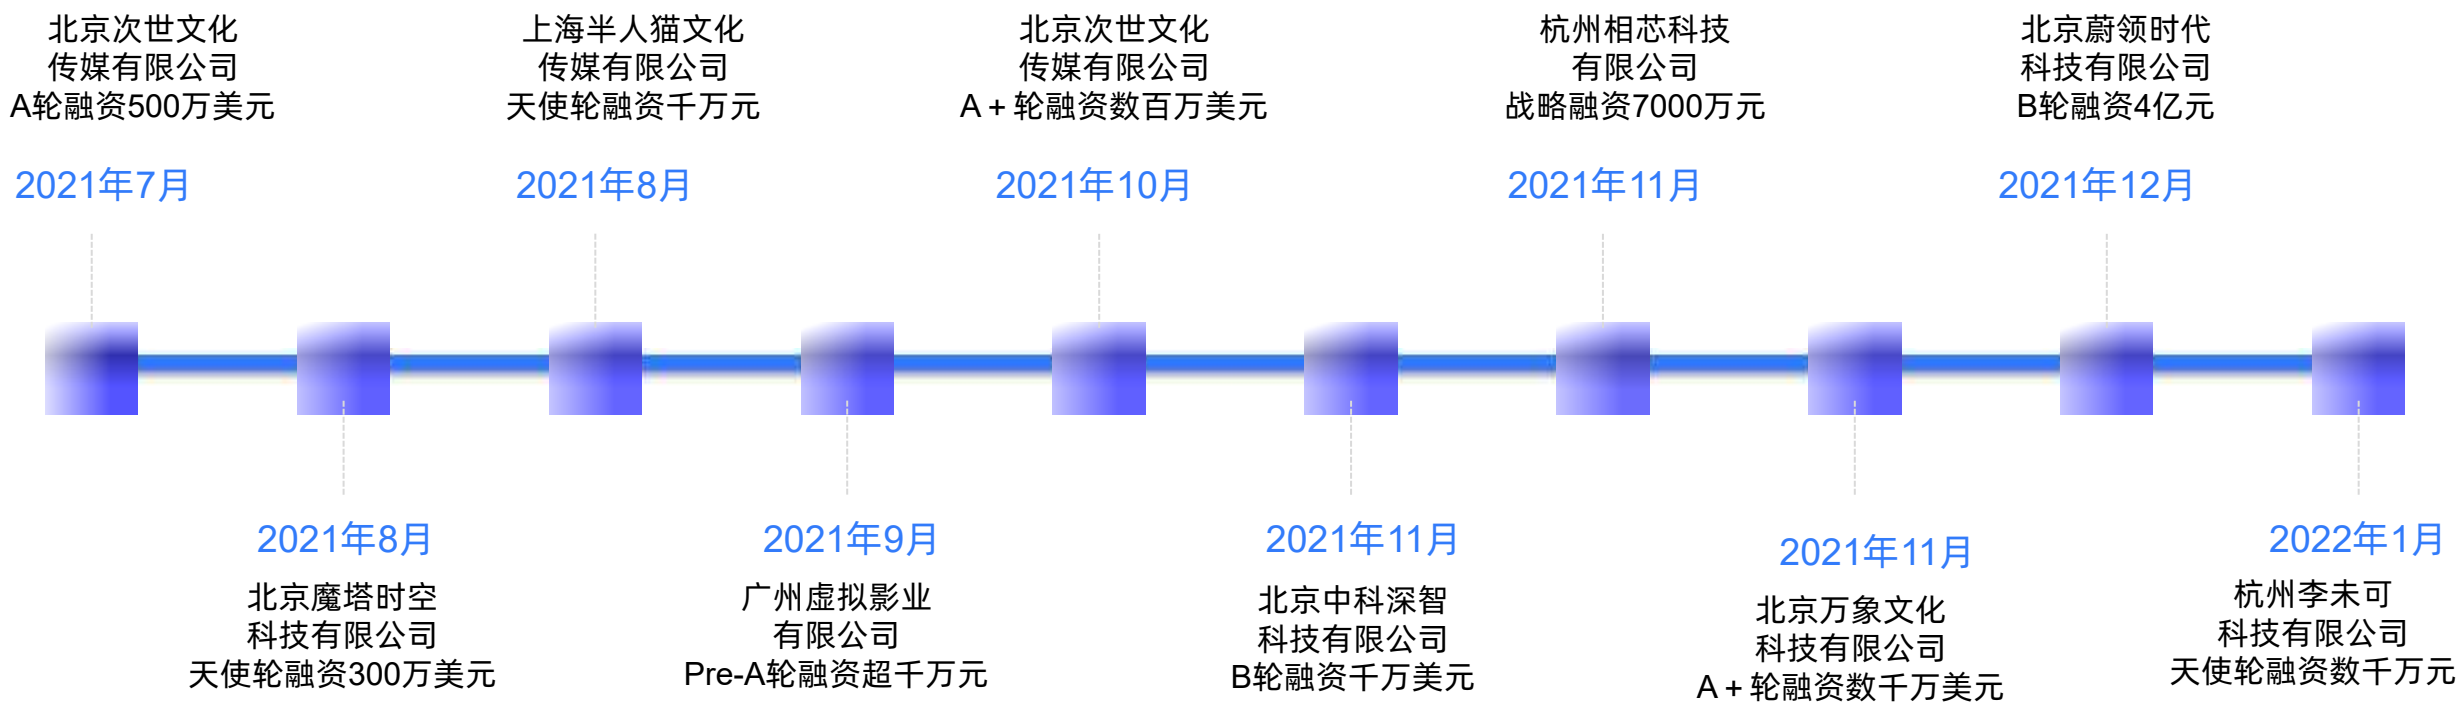 北京次世文化
传媒有限公司
A轮融资500万美元
2021年7月
北京魔塔时空
科技有限公司
天使轮融资300万美元
2021年8月
上海半人猫文化
传媒有限公司
天使轮融资千万元
2021年8月
2021年9月
广州虚拟影业
有限公司
Pre-A轮融资超千万元
北京次世文化
传媒有限公司
A+轮融资数百万美元
2021年10月
2021年11月
北京中科深智
科技有限公司
B轮融资千万美元
杭州相芯科技
有限公司
战略融资7000万元
2021年11月
2021年11月
北京万象文化
科技有限公司
A+轮融资数千万美元
北京蔚领时代
科技有限公司
B轮融资4亿元
2021年12月
2022年1月
杭州李未可
科技有限公司
天使轮融资数千万元